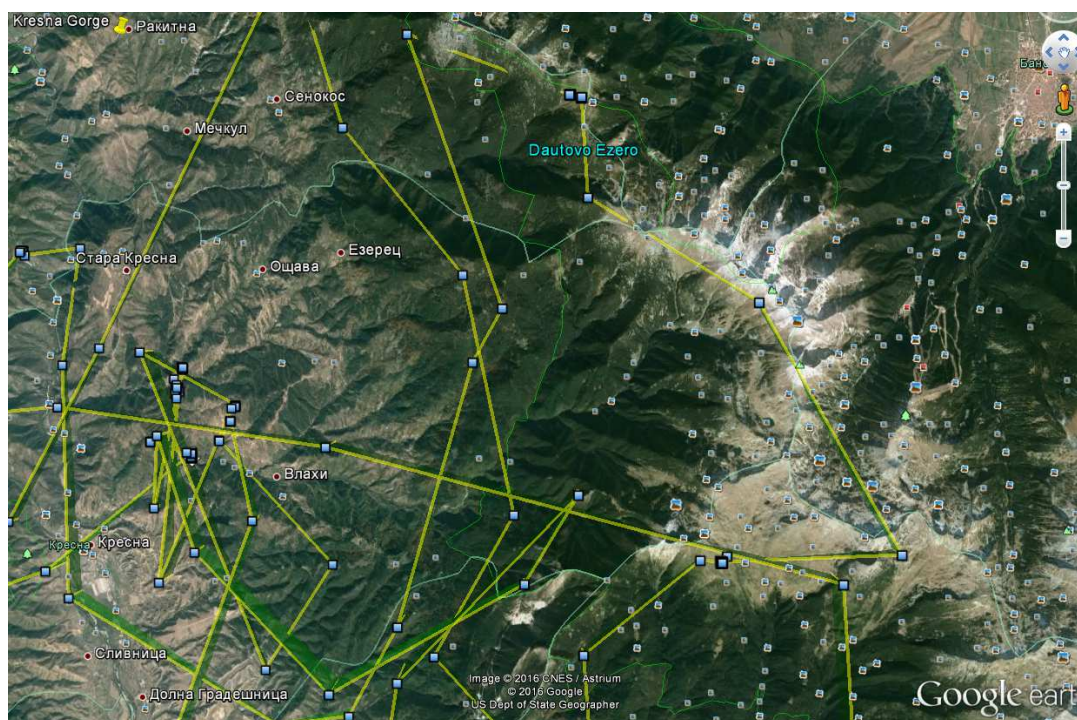 Kresna Gorge
Ракитна
Сенокос
Мечкул
Dautovo Ezero
Езерец
Стара Кресна
Ощава
Влахи
Кресна
Кресна
Сливница
Долна Градешница
Image © 2016 CNES / Astrium
© 2016 Google
US Dept of State Geographer
Google eart